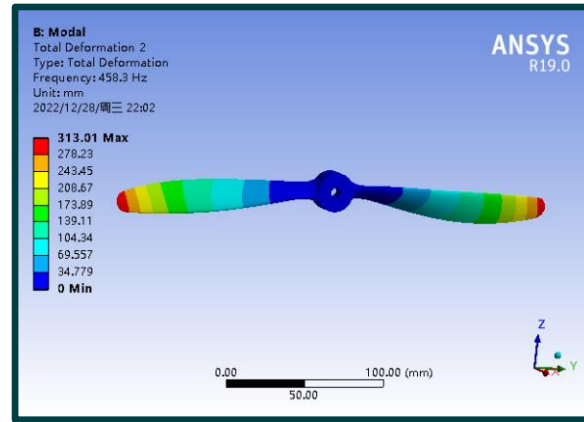 B: Modal
Total Deformation 2
Type: Total Deformation
Frequency: 458.3 Hz
Unit: mm
2022/12/28/周三 22:02
ANSYS
R19.0
313.01 Max
278.23
243.45
208.67
173.89
139.11
104.34
69.557
34.779
0 Min
0.00 100.00 (mm)
50.00
Z
Y
X